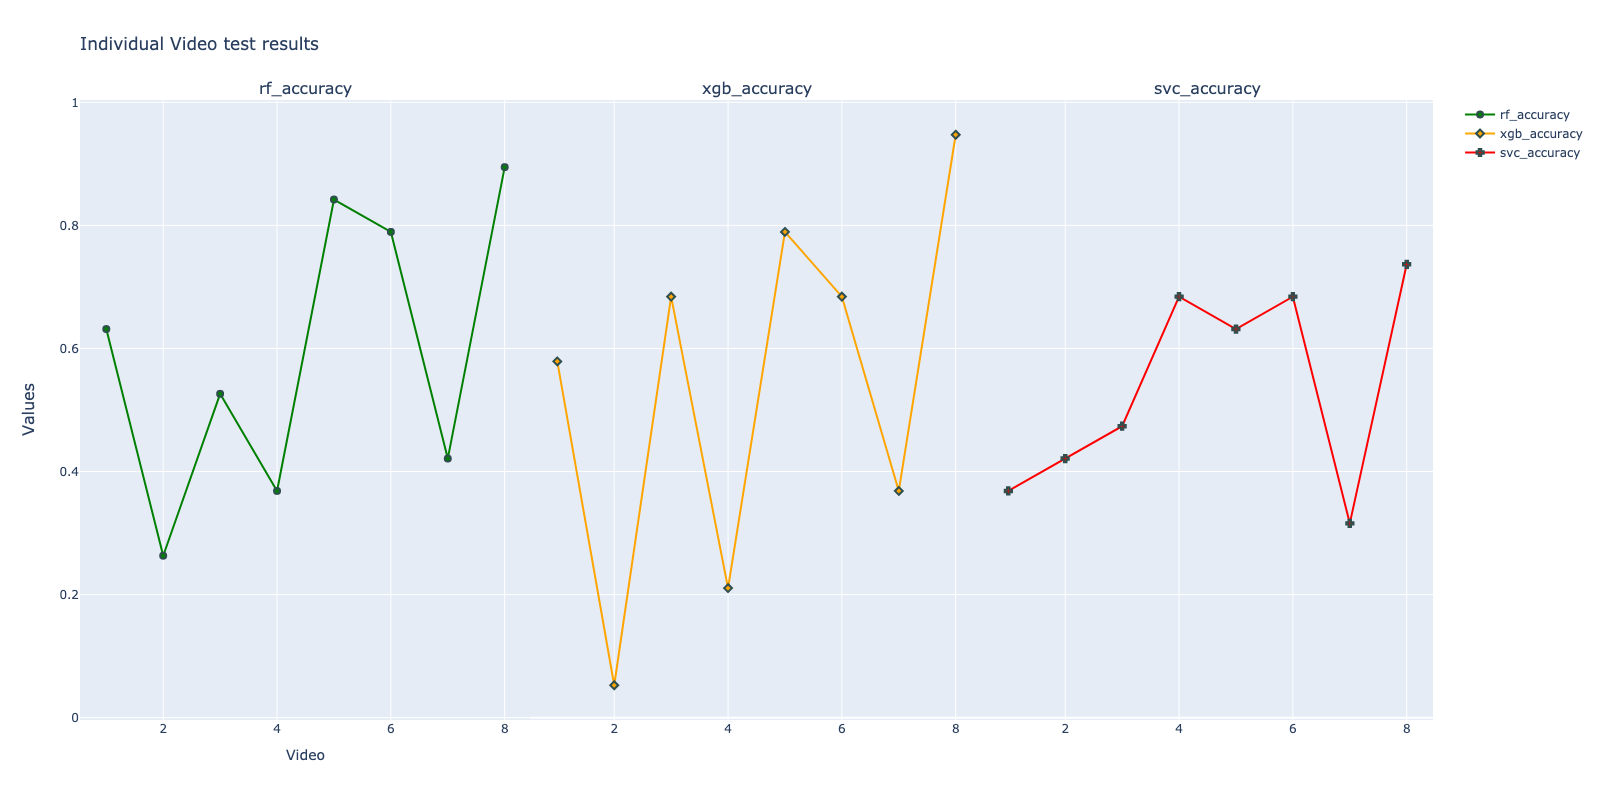 Individual Video test results
rf_accuracy
xgb_accuracy
svc_accuracy
rf_accuracy
xgb_accuracy
svc_accuracy
Values
1
0.8
0.6
0.4
0.2
0
2 4 6 8
2 4 6 8
2 4 6 8
Video